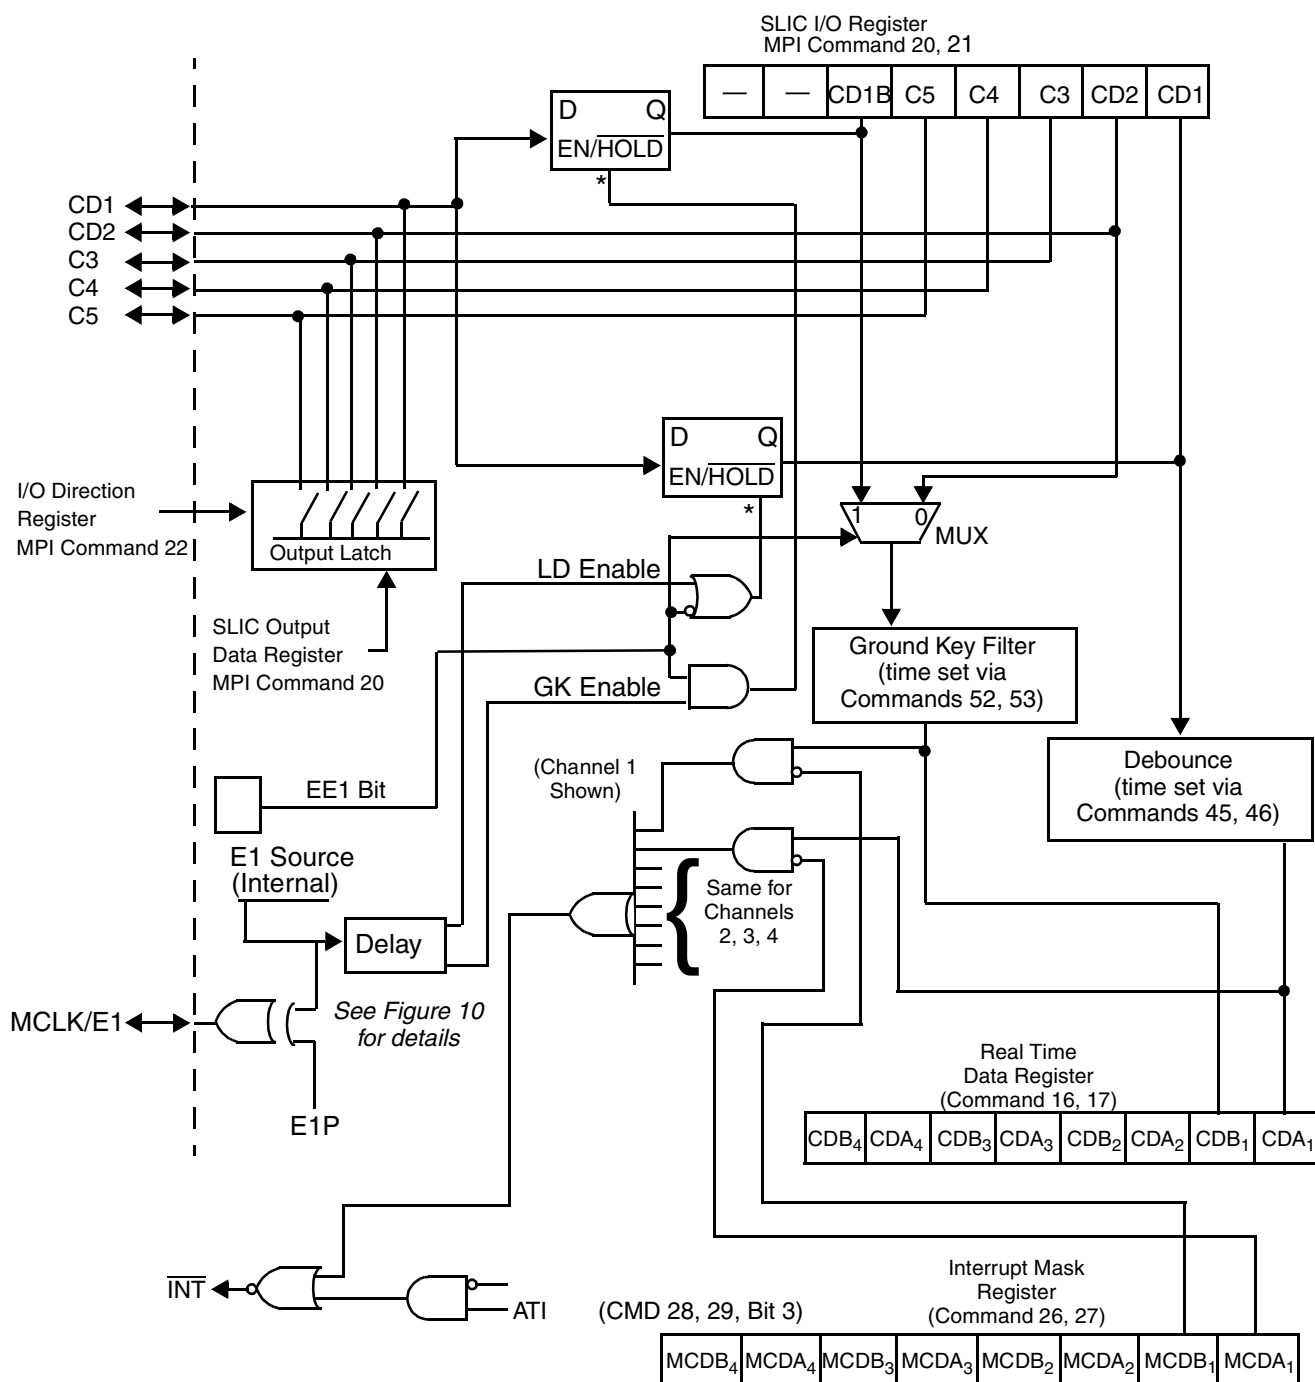 SLIC I/O Register
MPI Command 20, 21
— — CD1B C5 C4 C3 CD2 CD1
D Q
EN/HOLD
*
CD1
CD2
C3
C4
C5
D Q
EN/HOLD
*
I/O Direction
Register
MPI Command 22
Output Latch
1 0
MUX
LD Enable
SLIC Output
Data Register
MPI Command 20
GK Enable
Ground Key Filter
(time set via
Commands 52, 53)
Debounce
(time set via
Commands 45, 46)
(Channel 1
Shown)
EE1 Bit
E1 Source
(Internal)
Same for
Channels
2, 3, 4
Delay
See Figure 10
for details
MCLK/E1
E1P
Real Time
Data Register
(Command 16, 17)
CDB4 CDA4 CDB3 CDA3 CDB2 CDA2 CDB1 CDA1
INT
ATI
(CMD 28, 29, Bit 3)
Interrupt Mask
Register
(Command 26, 27)
MCDB4 MCDA4 MCDB3 MCDA3 MCDB2 MCDA2 MCDB1 MCDA1